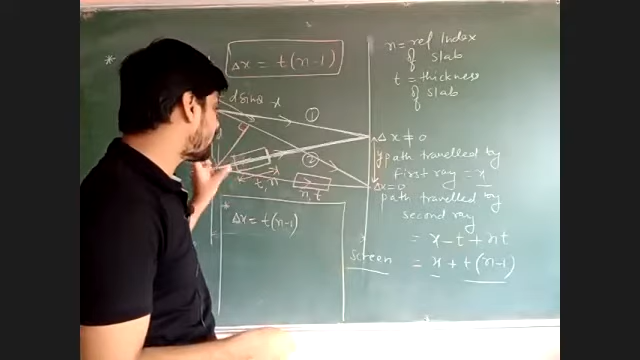 *
Δx = t(n-1)
n = ref Index
of slab
t = thickness
of slab
d sinθ
x
①
Δx ≠ 0
②
y
path travelled by
first ray = x
t, n
n, t
Δx = 0
path travelled by
second ray
= x - t + nt
= x + t(n-1)
* Δx = t(n-1)
Screen